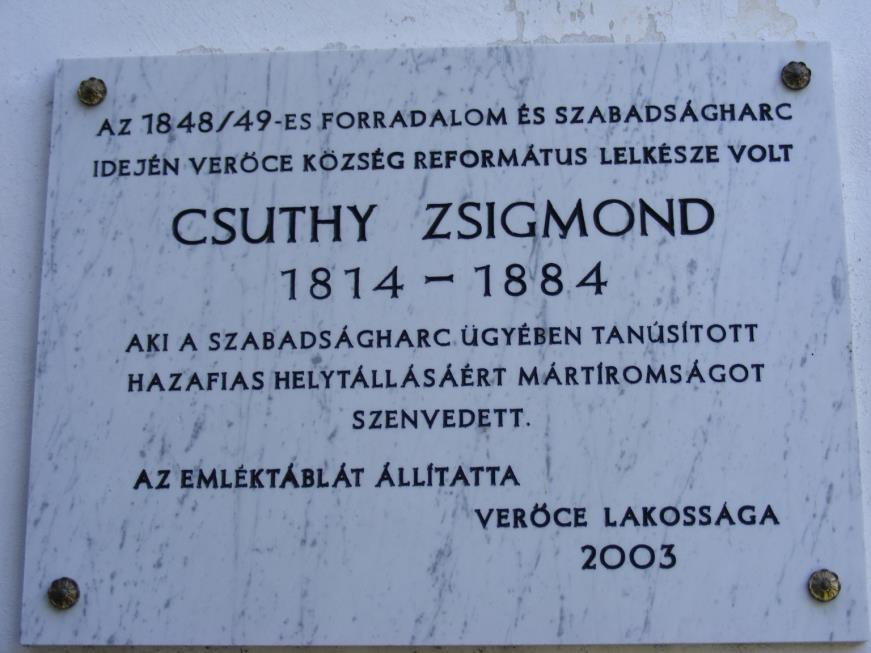 AZ 1848/49-ES FORRADALOM ÉS SZABADSÁGHARC
IDEJÉN VERŐCE KÖZSÉG REFORMÁTUS LELKÉSZE VOLT
CSUTHY ZSIGMOND
1814 – 1884
AKI A SZABADSÁGHARC ÜGYÉBEN TANÚSÍTOTT
HAZAFIAS HELYTÁLLÁSÁÉRT MÁRTÍROMSÁGOT
SZENVEDETT.
AZ EMLÉKTÁBLÁT ÁLLÍTATTA
VERŐCE LAKOSSÁGA
2003